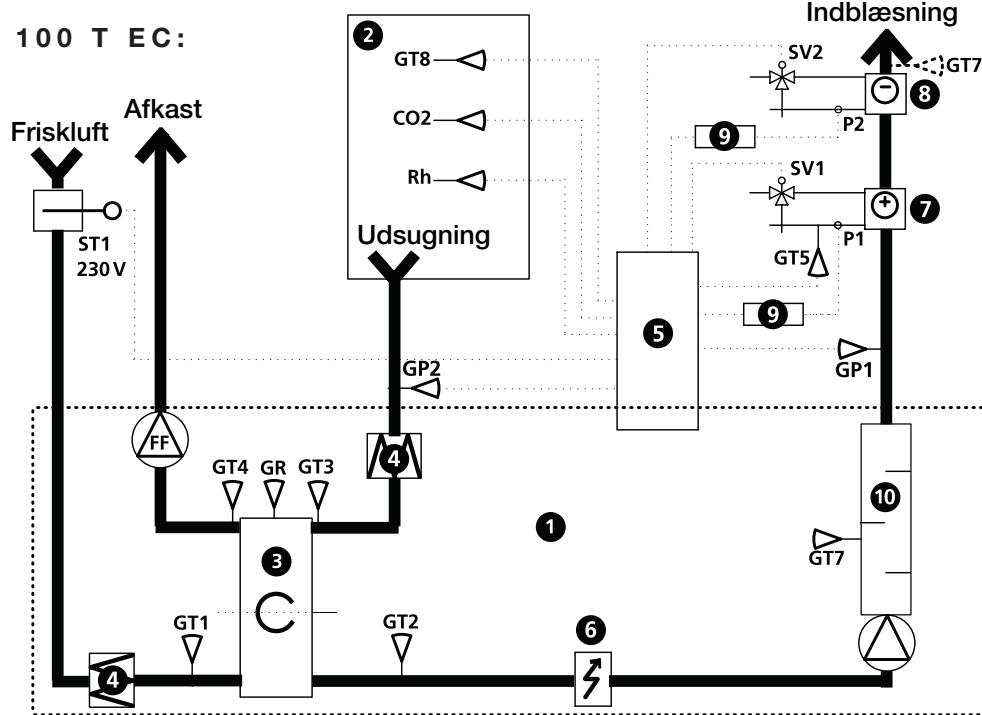 100 T EC:
Indblæsning
2
GT8
CO2
Rh
Udsugning
Afkast
Friskluft
ST1
230 V
SV2
GT7
8
P2
9
SV1
7
P1
GT5
9
5
GP1
GP2
FF
4
GT4
GR
GT3
3
1
10
GT7
GT1
GT2
6
4